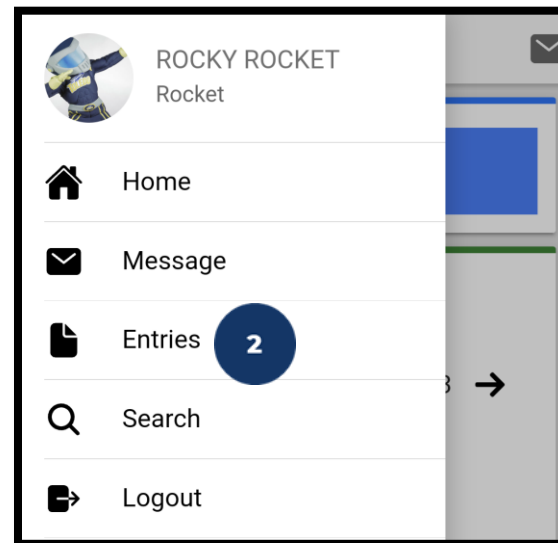 ROCKY ROCKET
Rocket
Home
Message
Entries
2
Search
Logout